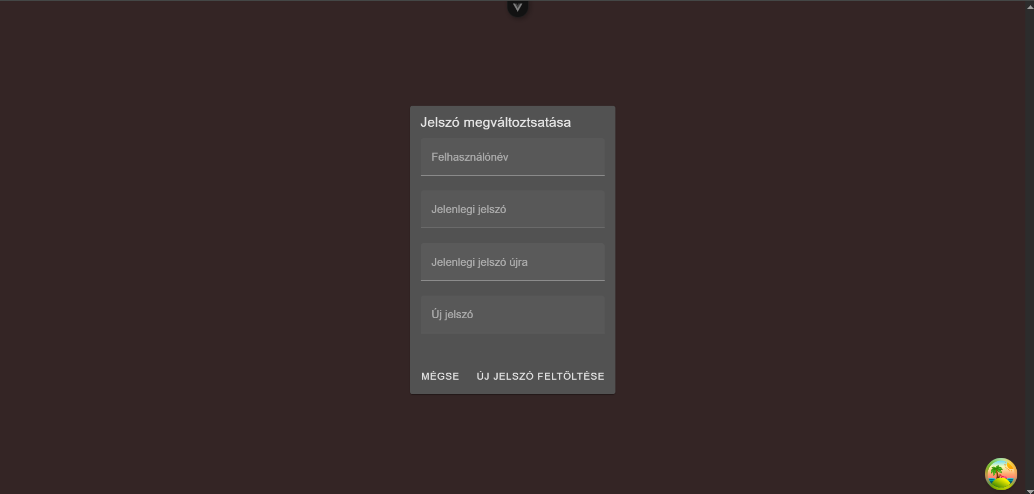 Jelszó megváltoztsatása
Felhasználónév
Jelenlegi jelszó
Jelenlegi jelszó újra
Új jelszó
MÉGSE ÚJ JELSZÓ FELTÖLTÉSE